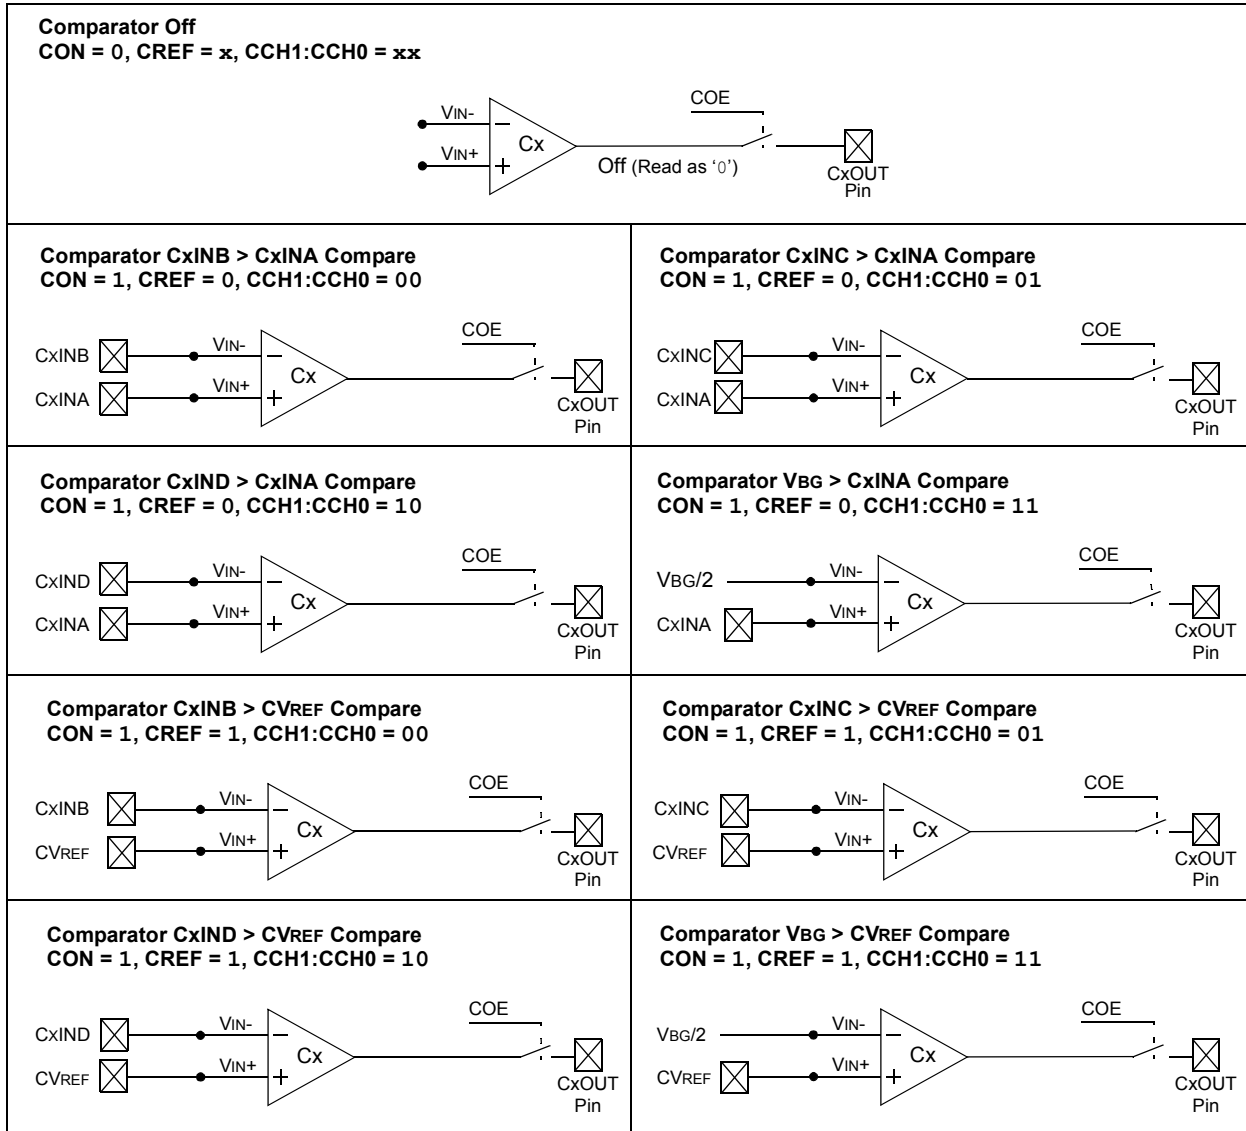 Comparator Off
CON = 0, CREF = x, CCH1:CCH0 = xx
COE
VIN-
VIN+
Cx
Off (Read as ‘0’)
CxOUT
Pin
Comparator CxINB > CxINA Compare
CON = 1, CREF = 0, CCH1:CCH0 = 00
COE
CxINB
VIN-
CxINA
VIN+
Cx
CxOUT
Pin
Comparator CxINC > CxINA Compare
CON = 1, CREF = 0, CCH1:CCH0 = 01
COE
CxINC
VIN-
CxINA
VIN+
Cx
CxOUT
Pin
Comparator CxIND > CxINA Compare
CON = 1, CREF = 0, CCH1:CCH0 = 10
COE
CxIND
VIN-
CxINA
VIN+
Cx
CxOUT
Pin
Comparator VBG > CxINA Compare
CON = 1, CREF = 0, CCH1:CCH0 = 11
COE
VBG/2
VIN-
CxINA
VIN+
Cx
CxOUT
Pin
Comparator CxINB > CVREF Compare
CON = 1, CREF = 1, CCH1:CCH0 = 00
COE
CxINB
VIN-
CVREF
VIN+
Cx
CxOUT
Pin
Comparator CxINC > CVREF Compare
CON = 1, CREF = 1, CCH1:CCH0 = 01
COE
CxINC
VIN-
CVREF
VIN+
Cx
CxOUT
Pin
Comparator CxIND > CVREF Compare
CON = 1, CREF = 1, CCH1:CCH0 = 10
COE
CxIND
VIN-
CVREF
VIN+
Cx
CxOUT
Pin
Comparator VBG > CVREF Compare
CON = 1, CREF = 1, CCH1:CCH0 = 11
COE
VBG/2
VIN-
CVREF
VIN+
Cx
CxOUT
Pin